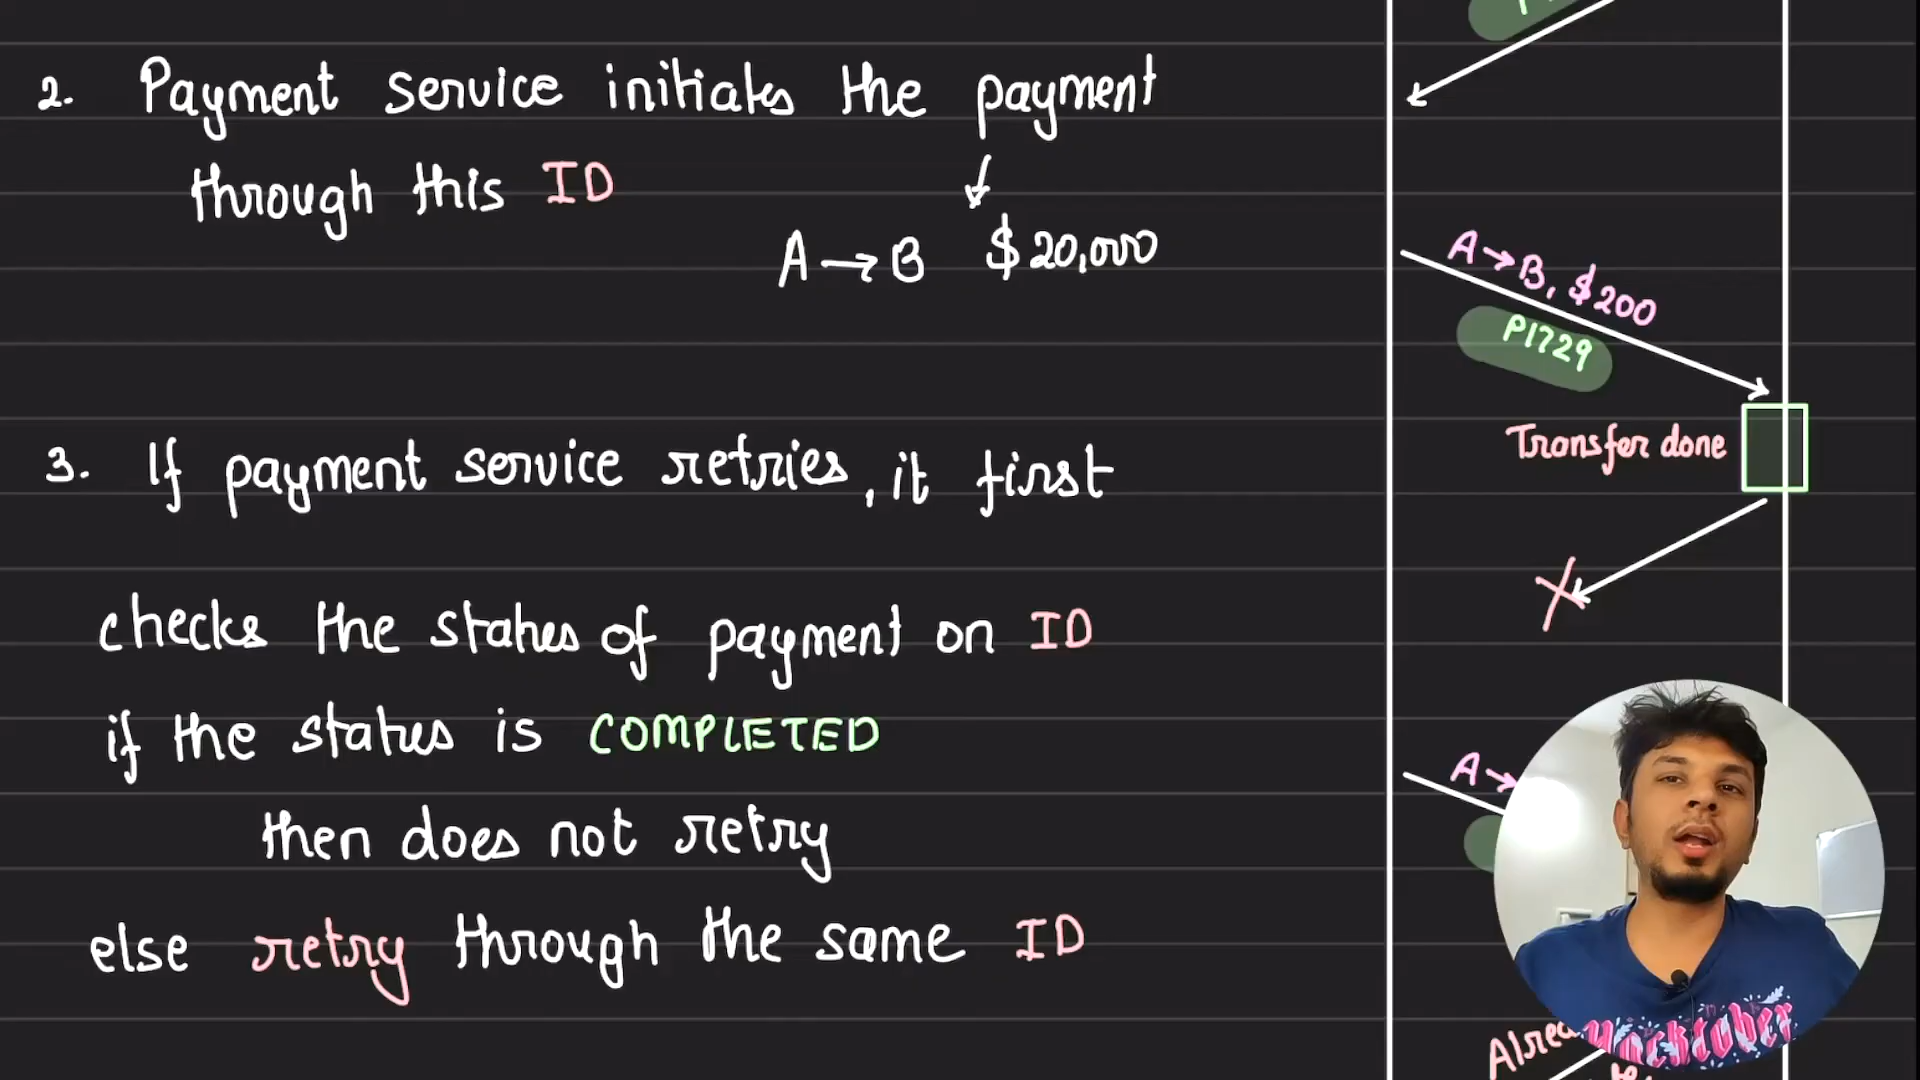 2. Payment service initiates the payment
through this ID
A → B $20,000
3. If payment service retries, it first
checks the status of payment on ID
if the status is COMPLETED
then does not retry
else retry through the same ID
A → B, $200
P1729
Transfer done
A →